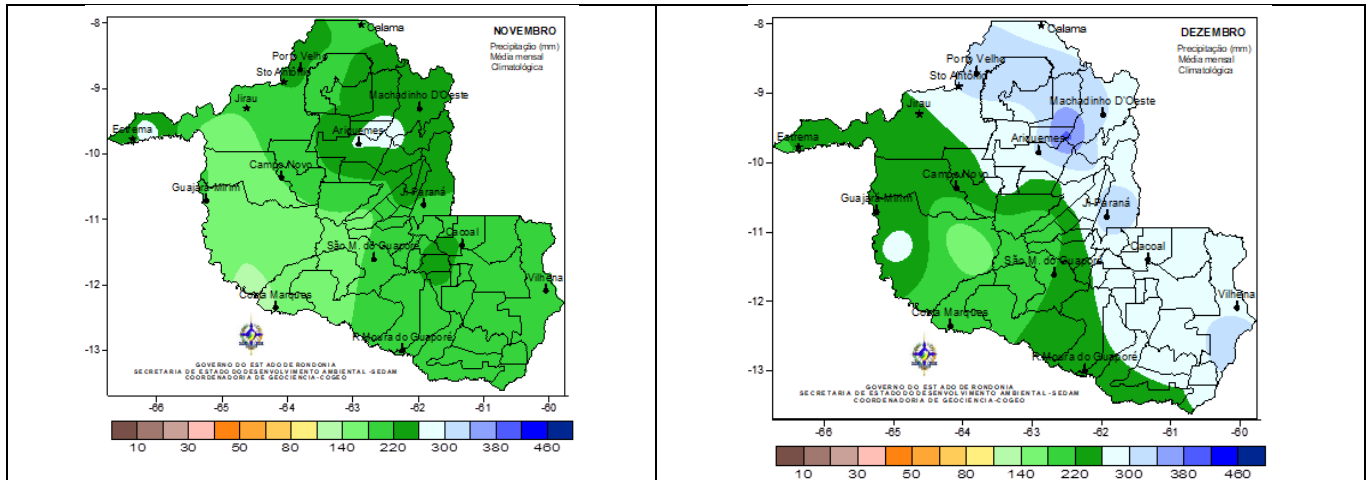 NOVEMBRO
Precipitação (mm)
Média mensal
Climatológica
-8
-9
-10
-11
-12
-13
Calama
Porto Velho
Sto Antônio
Jirau
Machadinho D'Oeste
Estrema
Ariquemes
Campo Novo
Guajará-Mirim
Ji-Paraná
São M. do Guaporé
Cacoal
Vilhena
Costa Marques
R.Moura do Guaporé
GOVERNO DO ESTADO DE RONDONIA
SECRETARIA DE ESTADO DO DESENVOLVIMENTO AMBIENTAL -SEDAM
COORDENADORIA DE GEOCIENCIA-COGEO
-66 -65 -64 -63 -62 -61 -60
10 30 50 80 140 220 300 380 460
DEZEMBRO
Precipitação (mm)
Média mensal
Climatológica
-8
-9
-10
-11
-12
-13
Calama
Porto Velho
Sto Antônio
Jirau
Machadinho D'Oeste
Estrema
Ariquemes
Campo Novo
Guajará-Mirim
Ji-Paraná
São M. do Guaporé
Cacoal
Vilhena
Costa Marques
R.Moura do Guaporé
GOVERNO DO ESTADO DE RONDONIA
SECRETARIA DE ESTADO DO DESENVOLVIMENTO AMBIENTAL -SEDAM
COORDENADORIA DE GEOCIENCIA-COGEO
-66 -65 -64 -63 -62 -61 -60
10 30 50 80 140 220 300 380 460